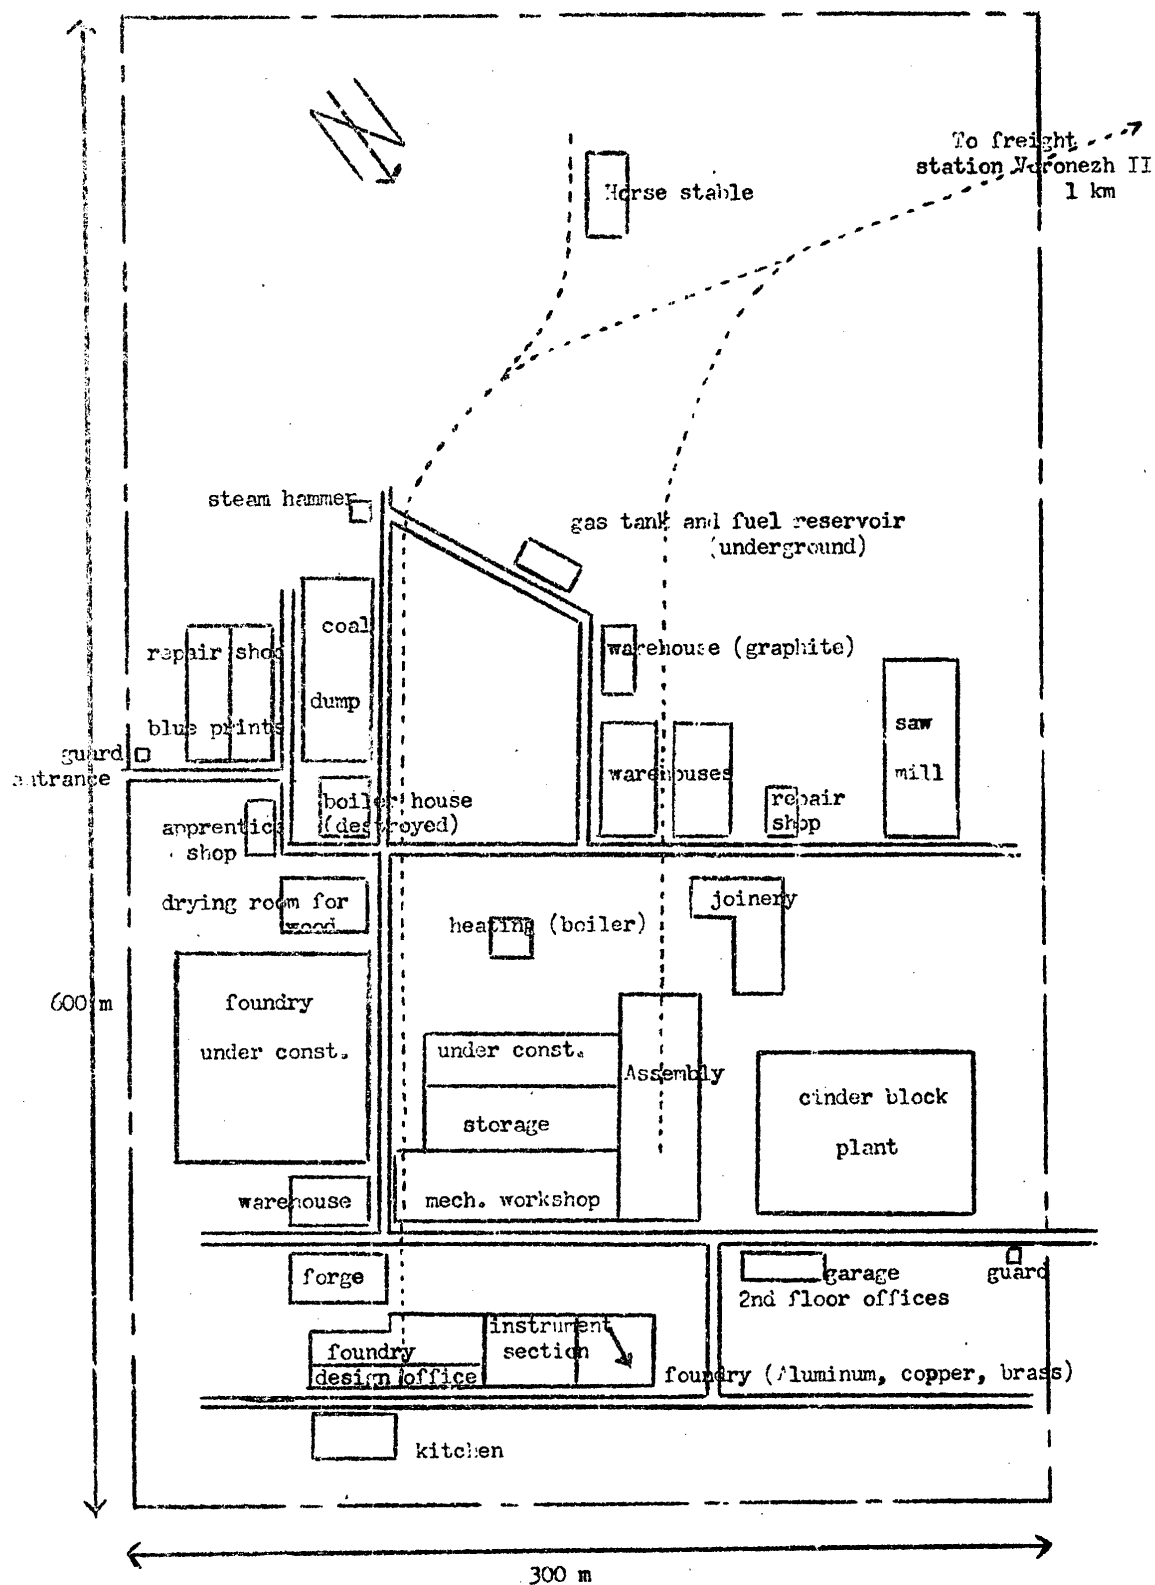 N
To freight
station Voronezh II
1 km
Horse stable
steam hammer
gas tank and fuel reservoir
(underground)
coal
dump
repair shop
blue prints
warehouse (graphite)
saw
mill
guard
entrance
warehouses
repair
shop
boiler house
(destroyed)
apprentice
shop
drying room for
wood
joinery
heating (boiler)
600 m
foundry
under const.
under const.
Assembly
storage
cinder block
plant
warehouse
mech. workshop
forge
garage
2nd floor offices
guard
instrument
section
foundry
design office
foundry (Aluminum, copper, brass)
kitchen
300 m